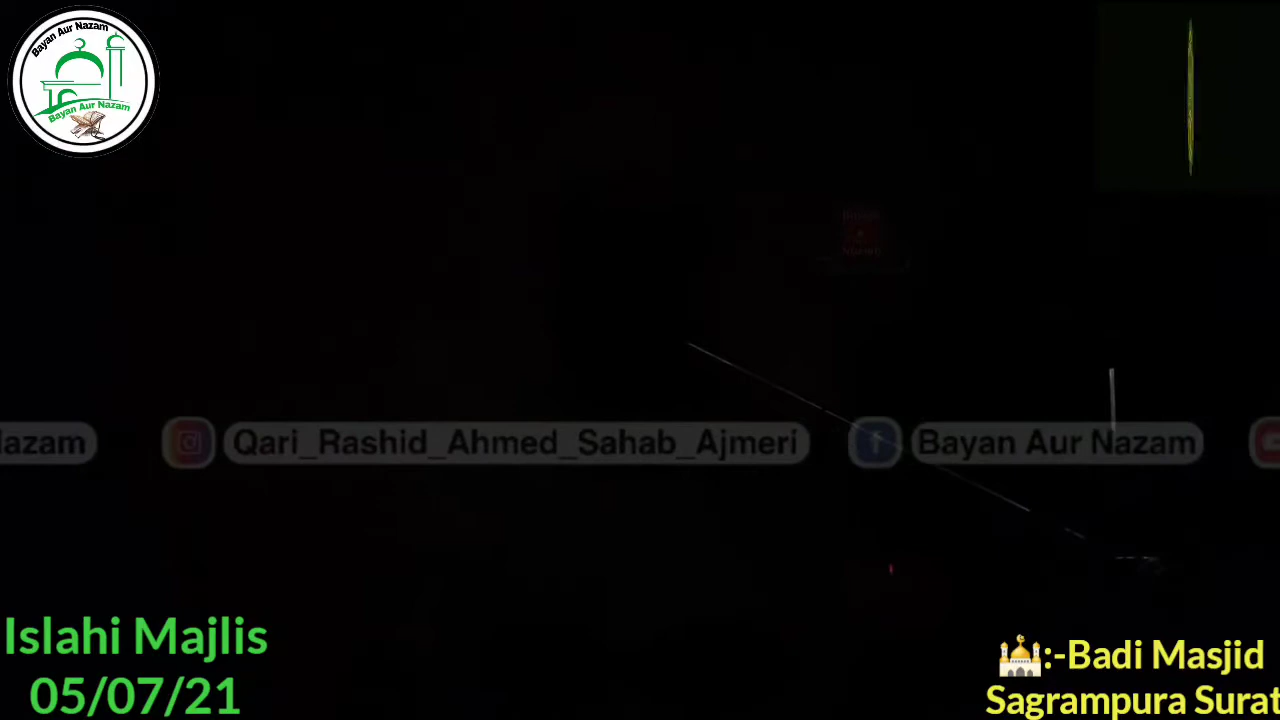 Bayan Aur Nazam
Bayan Aur Nazam
Nazam
Qari_Rashid_Ahmed_Sahab_Ajmeri
Bayan Aur Nazam
Islahi Majlis
05/07/21
🕌:-Badi Masjid
Sagrampura Surat